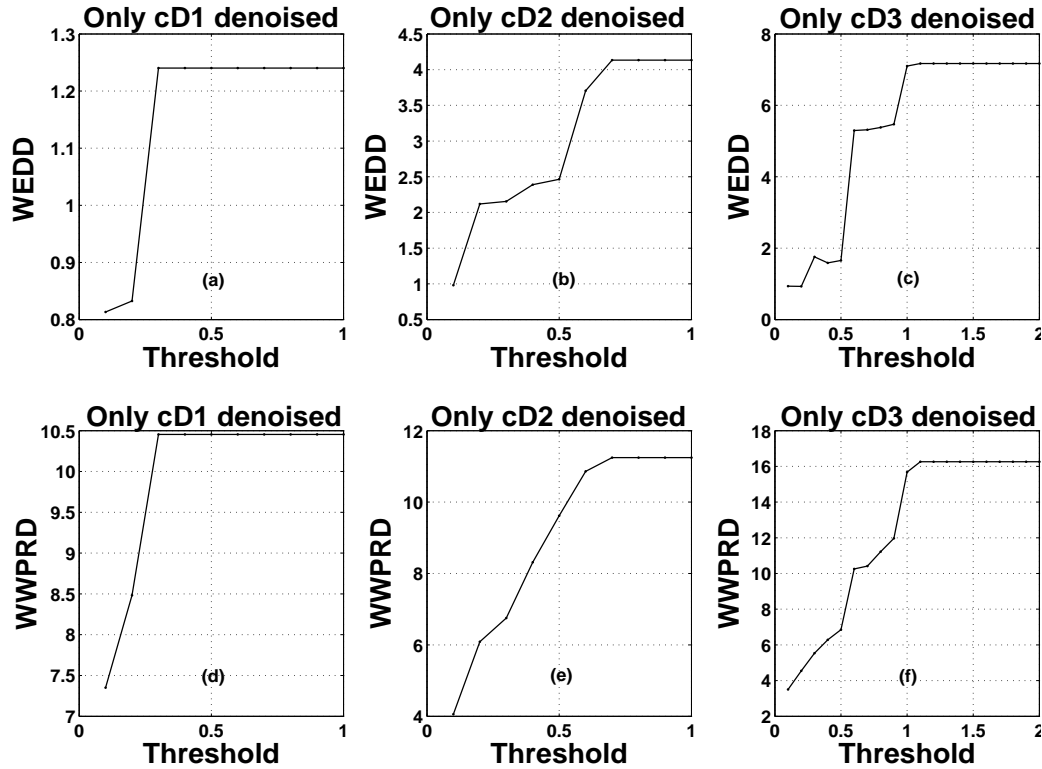 Only cD1 denoised
1.3
1.2
1.1
1
0.9
0.8
WEDD
(a)
0
0.5
1
Threshold
Only cD2 denoised
4.5
4
3.5
3
2.5
2
1.5
1
0.5
WEDD
(b)
0
0.5
1
Threshold
Only cD3 denoised
8
6
4
2
0
WEDD
(c)
0
0.5
1
1.5
2
Threshold
Only cD1 denoised
10.5
10
9.5
9
8.5
8
7.5
7
WWPRD
(d)
0
0.5
1
Threshold
Only cD2 denoised
12
10
8
6
4
WWPRD
(e)
0
0.5
1
Threshold
Only cD3 denoised
18
16
14
12
10
8
6
4
2
WWPRD
(f)
0
0.5
1
1.5
2
Threshold